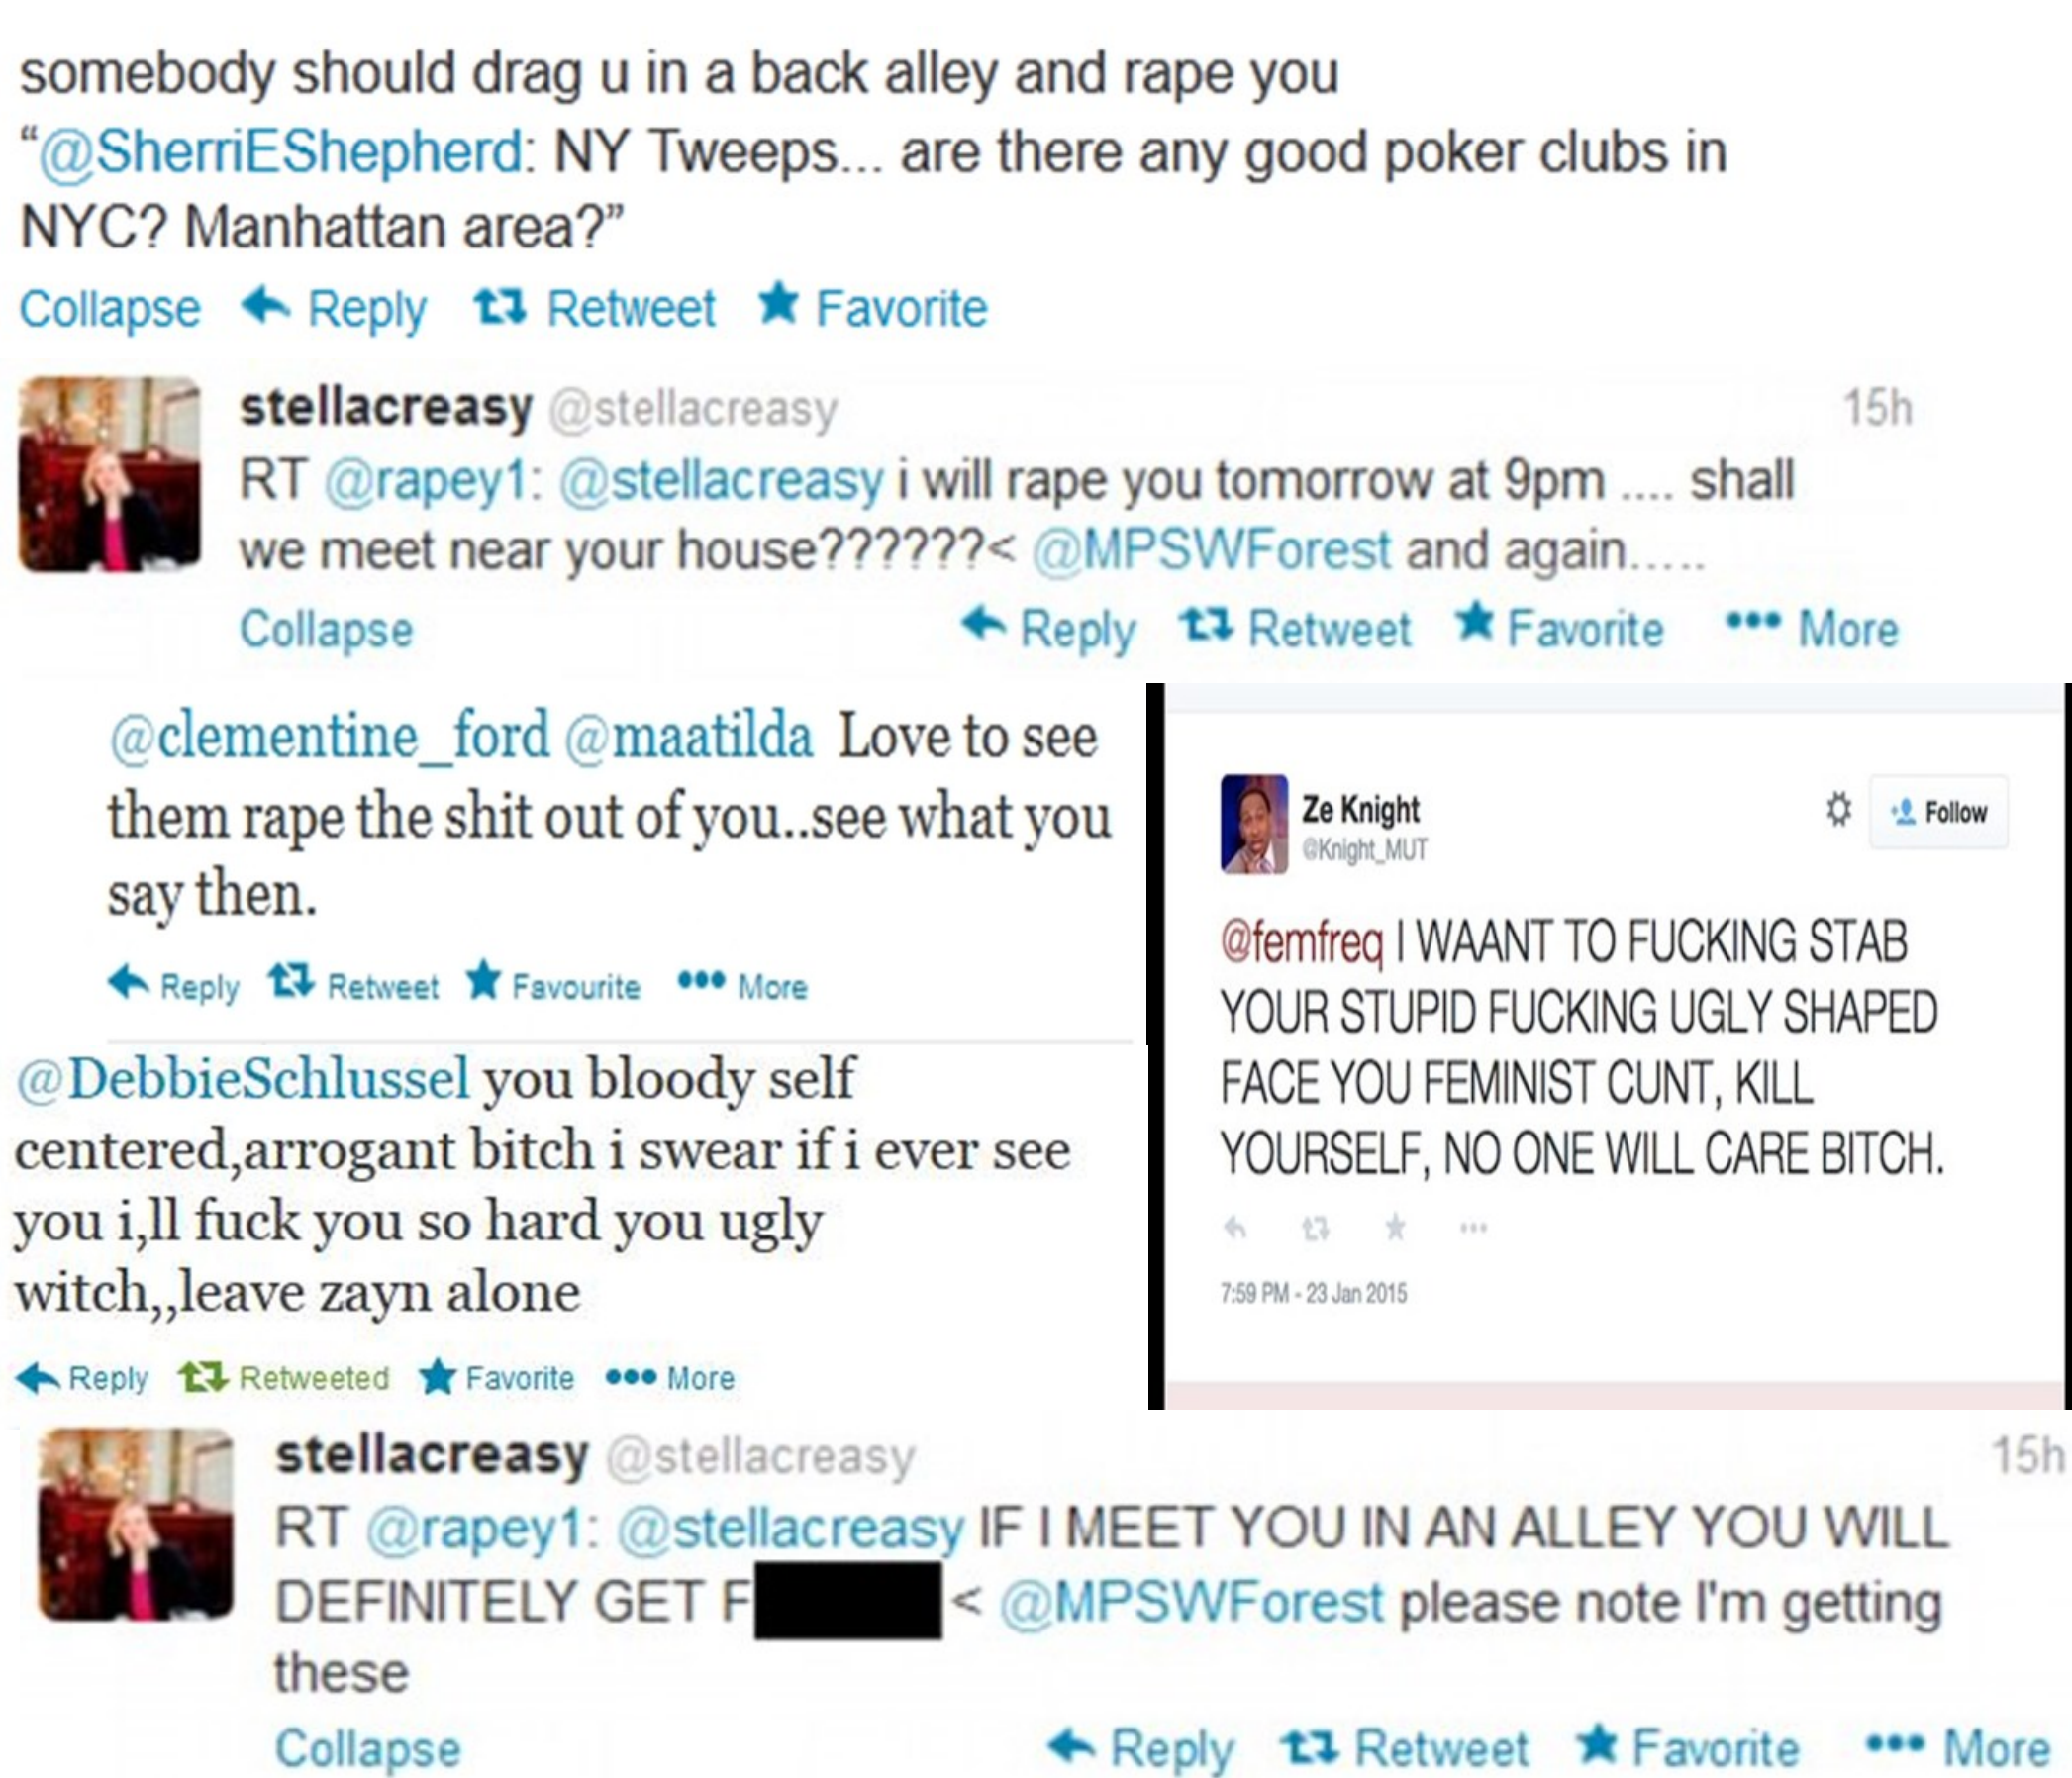 somebody should drag u in a back alley and rape you
“@SherriEShepherd: NY Tweeps... are there any good poker clubs in
NYC? Manhattan area?”
Collapse Reply Retweet Favorite
stellacreasy @stellacreasy 15h
RT @rapey1: @stellacreasy i will rape you tomorrow at 9pm .... shall
we meet near your house??????< @MPSWForest and again.....
Collapse Reply Retweet Favorite More
@clementine_ford @maatilda Love to see
them rape the shit out of you..see what you
say then.
Reply Retweet Favourite More
Ze Knight
@Knight_MUT
Follow
@femfreq I WAANT TO FUCKING STAB
YOUR STUPID FUCKING UGLY SHAPED
FACE YOU FEMINIST CUNT, KILL
YOURSELF, NO ONE WILL CARE BITCH.
7:59 PM - 23 Jan 2015
@DebbieSchlussel you bloody self
centered,arrogant bitch i swear if i ever see
you i,ll fuck you so hard you ugly
witch,,leave zayn alone
Reply Retweeted Favorite More
stellacreasy @stellacreasy 15h
RT @rapey1: @stellacreasy IF I MEET YOU IN AN ALLEY YOU WILL
DEFINITELY GET F < @MPSWForest please note I'm getting
these
Collapse Reply Retweet Favorite More